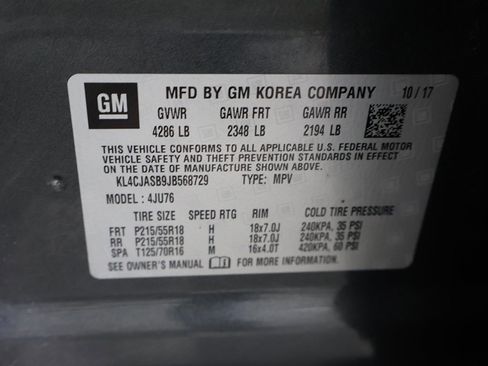 GM MFD BY GM KOREA COMPANY 10/17
GVWR GAWR FRT GAWR RR
4286 LB 2348 LB 2194 LB
THIS VEHICLE CONFORMS TO ALL APPLICABLE U.S. FEDERAL MOTOR
VEHICLE SAFETY AND THEFT PREVENTION STANDARDS IN EFFECT
ON THE DATE OF MANUFACTURE SHOWN ABOVE.
KL4CJASB9JB568729 TYPE: MPV
MODEL: 4JU76
TIRE SIZE SPEED RTG RIM COLD TIRE PRESSURE
FRT P215/55R18 H 18x7.0J 240KPA, 35 PSI
RR P215/55R18 H 18x7.0J 240KPA, 35 PSI
SPA T125/70R16 M 16x4.0T 420KPA, 60 PSI
SEE OWNER'S MANUAL FOR MORE INFORMATION.